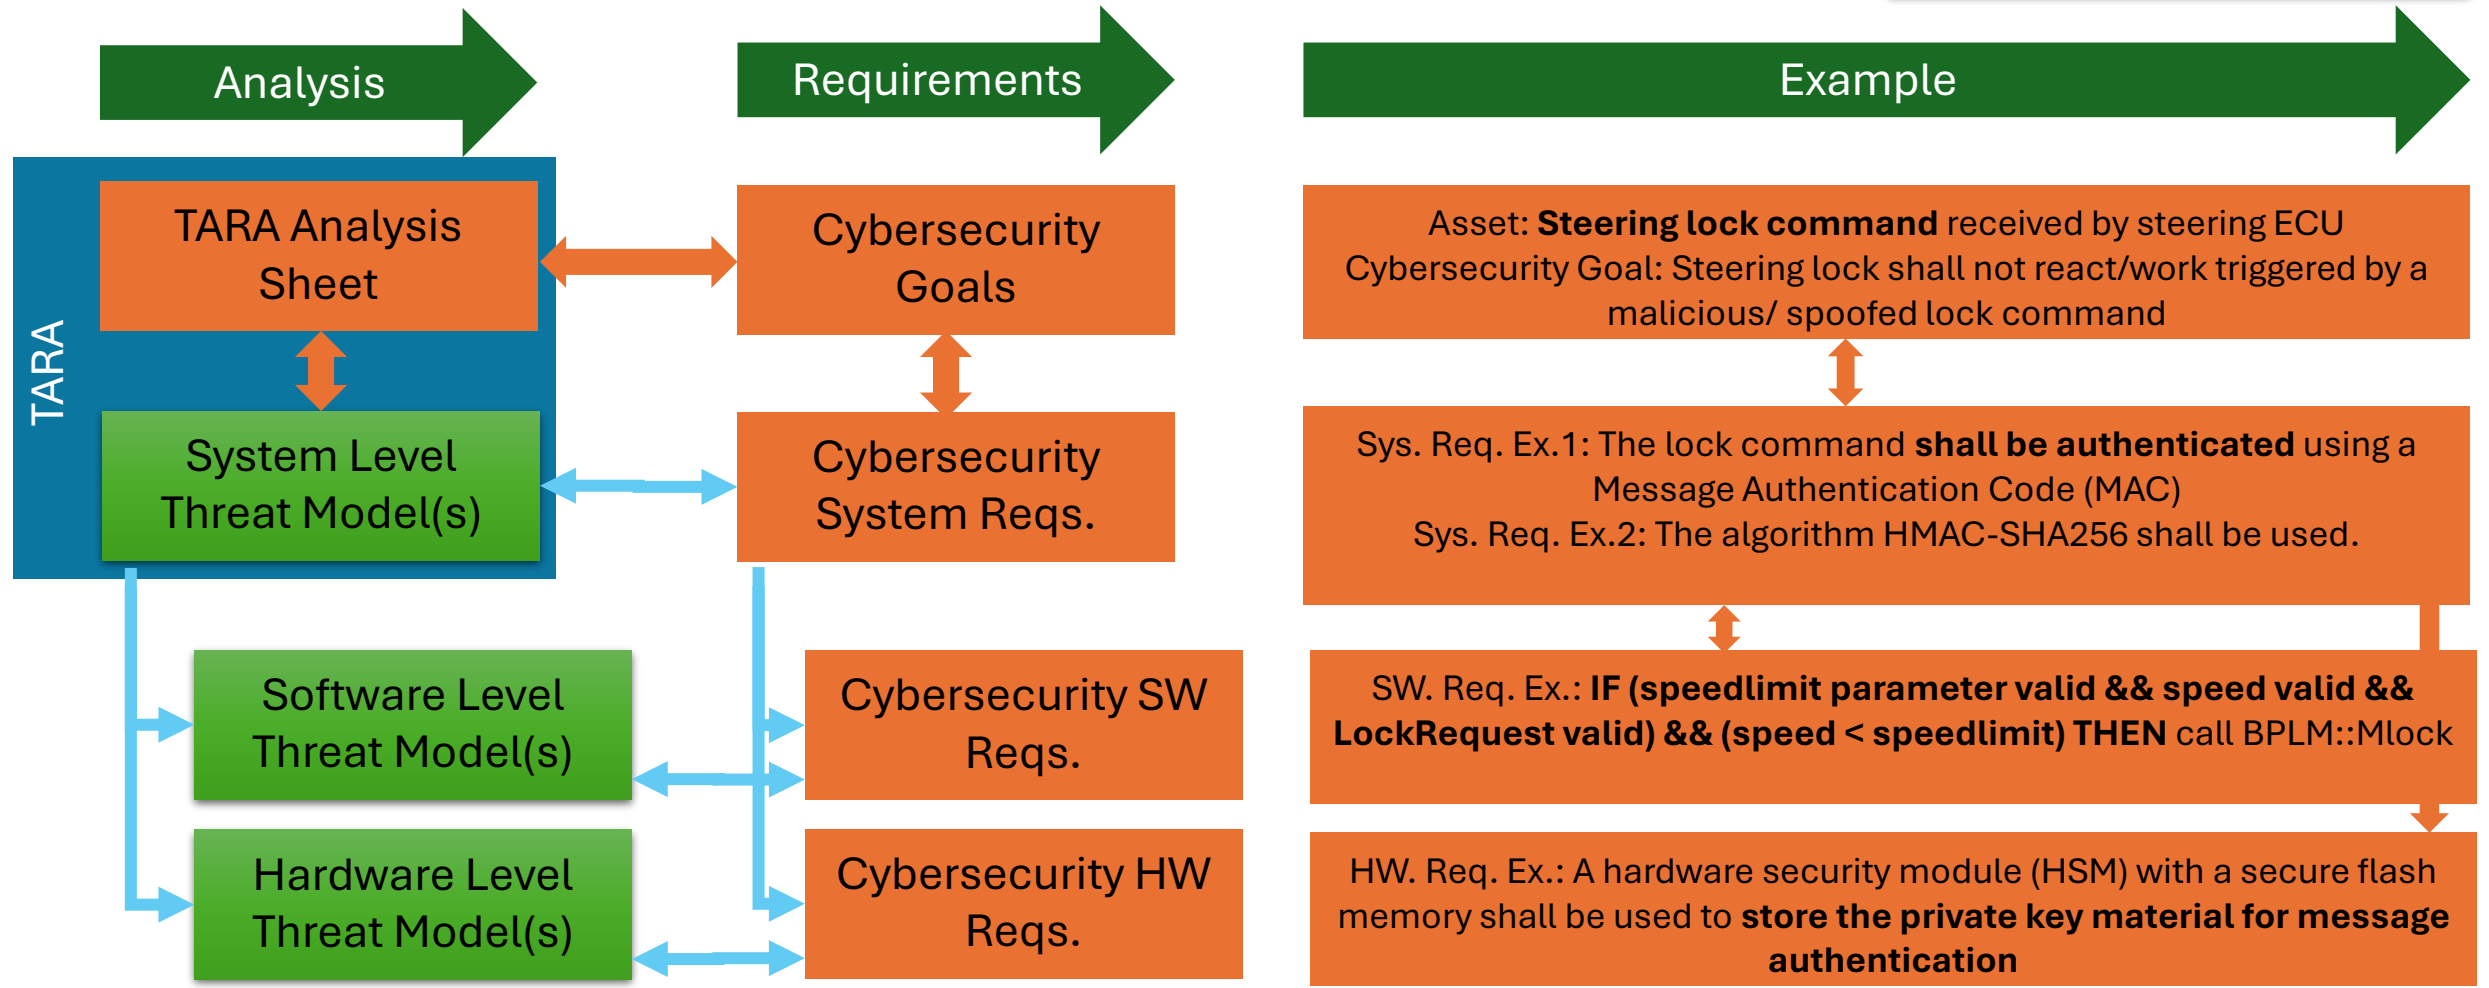 Analysis
Requirements
Example
TARA
TARA Analysis
Sheet
Cybersecurity
Goals
Asset: Steering lock command received by steering ECU
Cybersecurity Goal: Steering lock shall not react/work triggered by a
malicious/ spoofed lock command
System Level
Threat Model(s)
Cybersecurity
System Reqs.
Sys. Req. Ex.1: The lock command shall be authenticated using a
Message Authentication Code (MAC)
Sys. Req. Ex.2: The algorithm HMAC-SHA256 shall be used.
Software Level
Threat Model(s)
Cybersecurity SW
Reqs.
SW. Req. Ex.: IF (speedlimit parameter valid && speed valid &&
LockRequest valid) && (speed < speedlimit) THEN call BPLM::Mlock
Hardware Level
Threat Model(s)
Cybersecurity HW
Reqs.
HW. Req. Ex.: A hardware security module (HSM) with a secure flash
memory shall be used to store the private key material for message
authentication